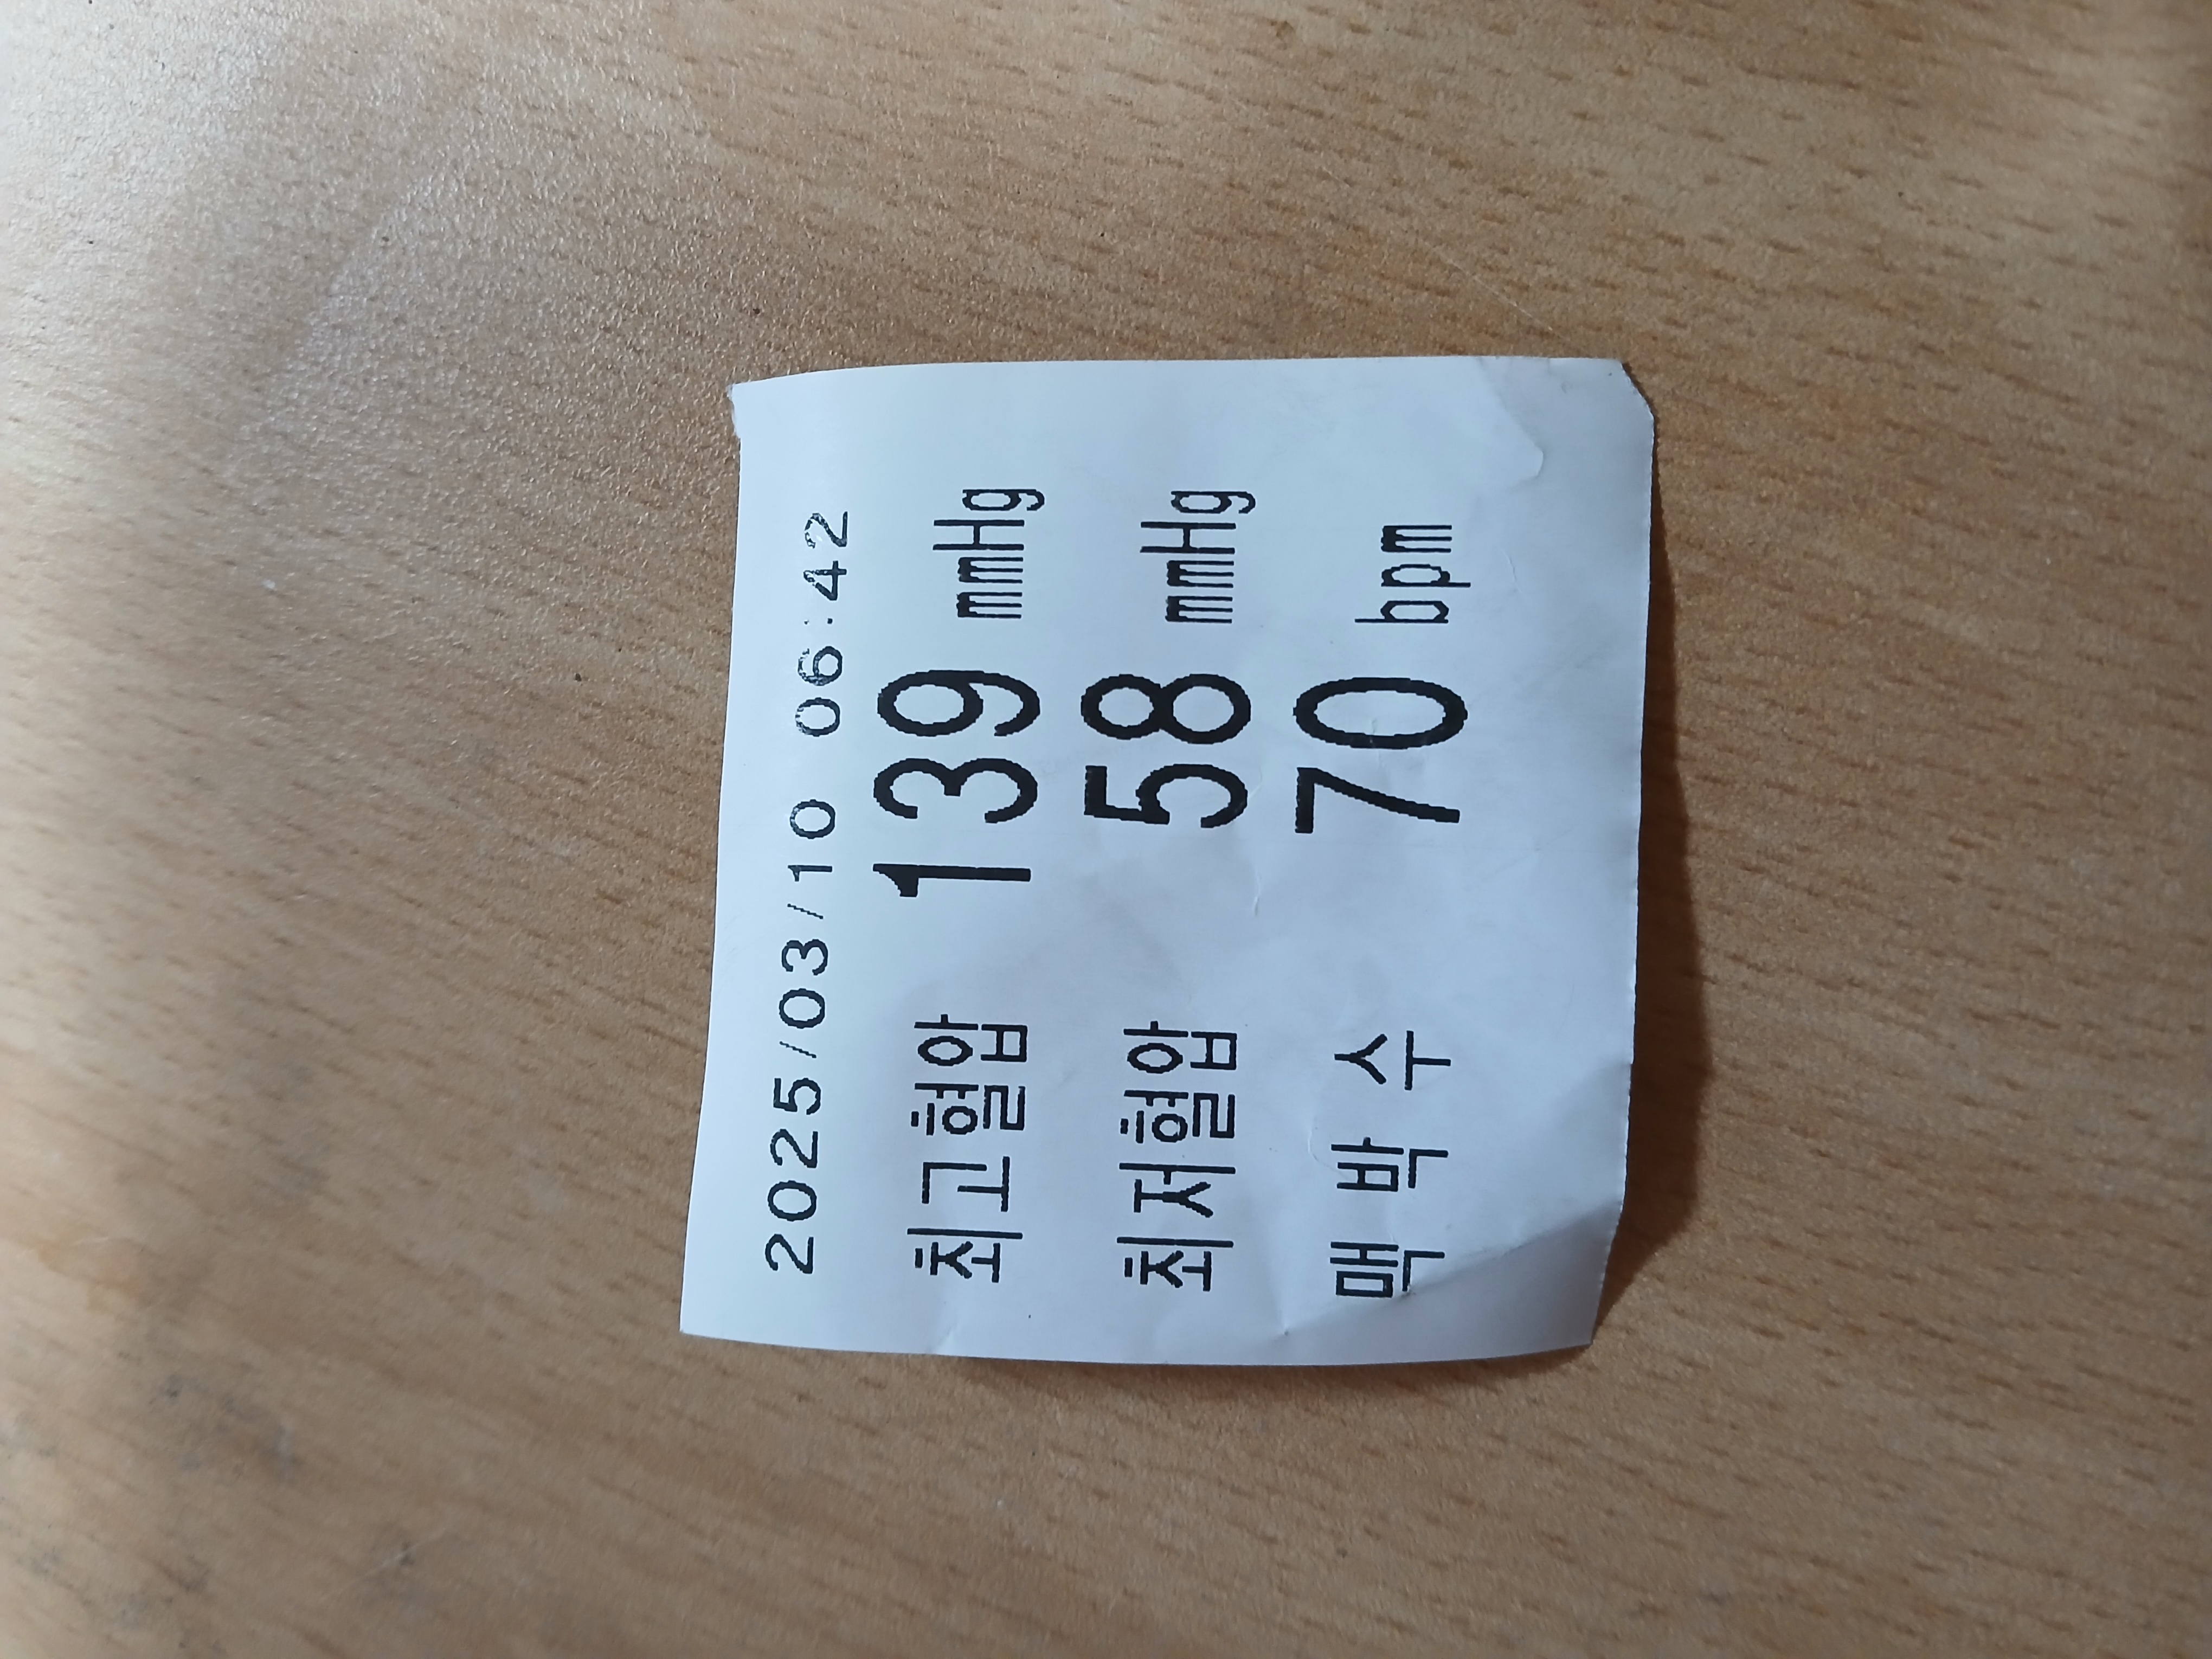 2025/03/10 06:42
최고혈압 139 mmHg
최저혈압 58 mmHg
맥 박 수 70 bpm